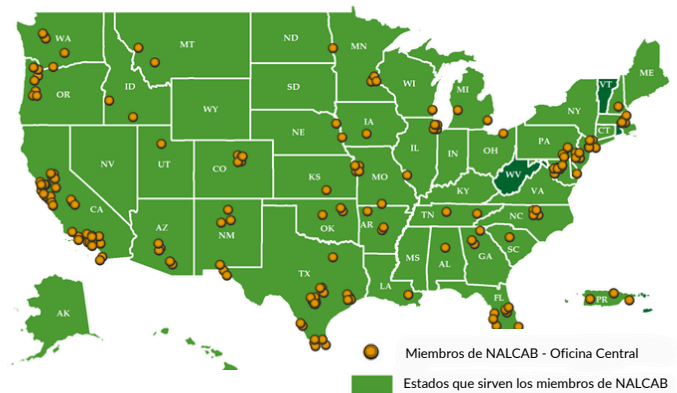 WA
MT
ND
MN
ME
VT
OR
ID
SD
WI
MI
NY
WY
IA
NE
CT
PA
NV
UT
CO
IL
IN
OH
KS
MO
WV
KY
VA
CA
AZ
NM
OK
AR
TN
NC
SC
MS
AL
GA
TX
LA
FL
AK
PR
Miembros de NALCAB - Oficina Central
Estados que sirven los miembros de NALCAB